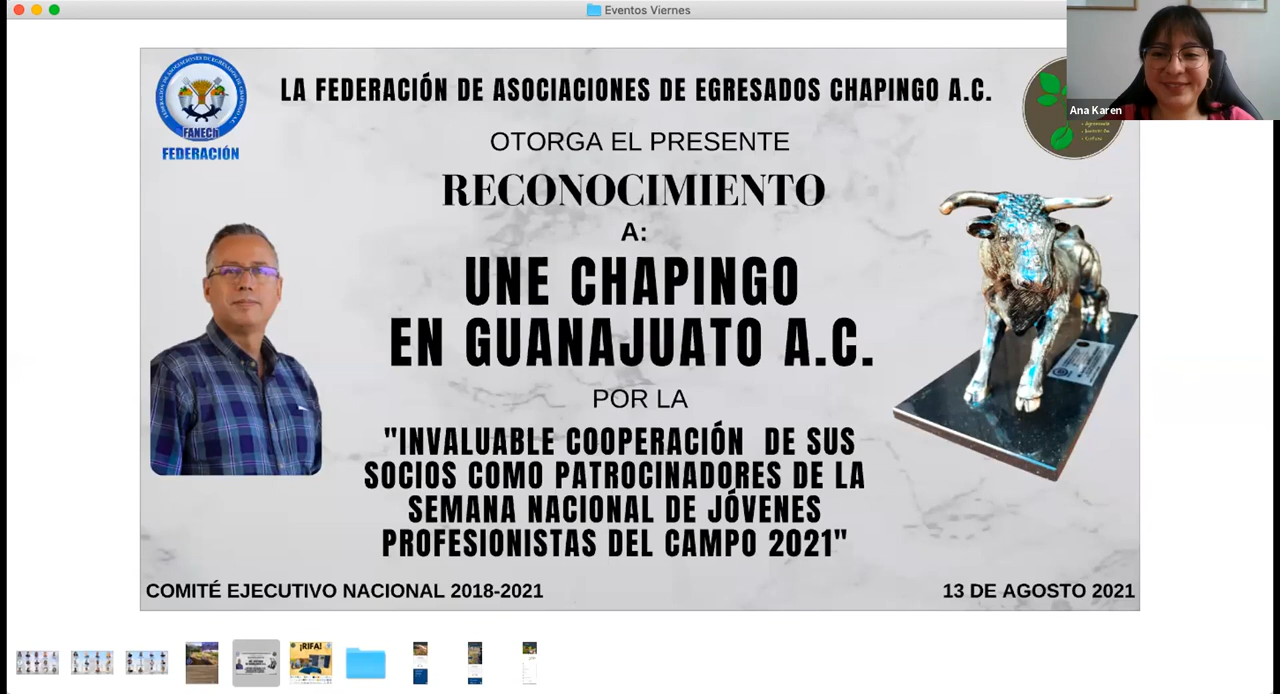 Eventos Viernes
Ana Karen
FANECh
FEDERACIÓN
LA FEDERACIÓN DE ASOCIACIONES DE EGRESADOS CHAPINGO A.C.
OTORGA EL PRESENTE
RECONOCIMIENTO
A:
UNE CHAPINGO
EN GUANAJUATO A.C.
POR LA
"INVALUABLE COOPERACIÓN DE SUS
SOCIOS COMO PATROCINADORES DE LA
SEMANA NACIONAL DE JÓVENES
PROFESIONISTAS DEL CAMPO 2021"
COMITÉ EJECUTIVO NACIONAL 2018-2021
13 DE AGOSTO 2021
¡RIFA!